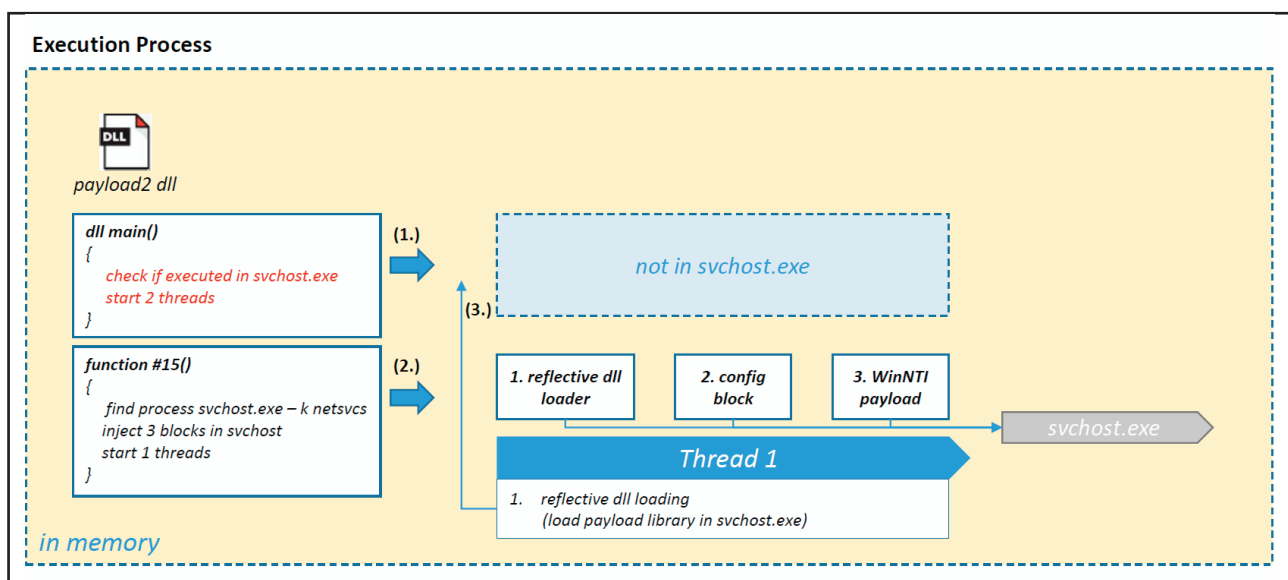 Execution Process
DLL
payload2 dll
dll main()
{
check if executed in svchost.exe
start 2 threads
}
(1.)
not in svchost.exe
(3.)
function #15()
{
find process svchost.exe – k netsvcs
inject 3 blocks in svchost
start 1 threads
}
(2.)
1. reflective dll
loader
2. config
block
3. WinNTI
payload
svchost.exe
Thread 1
1. reflective dll loading
(load payload library in svchost.exe)
in memory